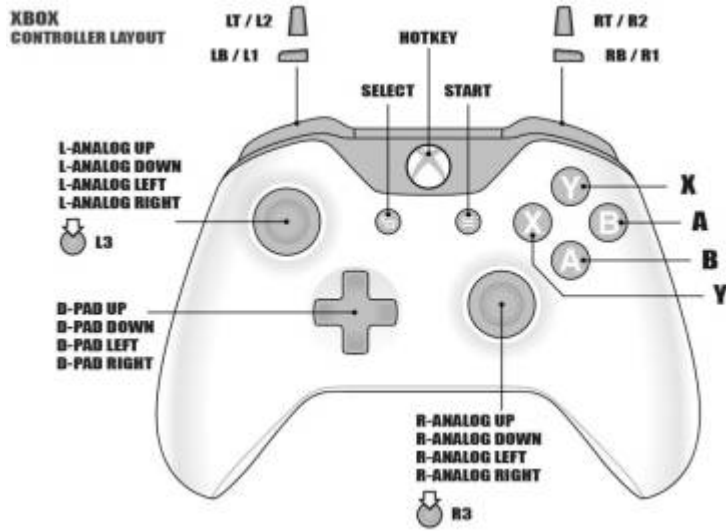 XBOX
CONTROLLER LAYOUT
LT / L2
LB / L1
HOTKEY
RT / R2
RB / R1
SELECT
START
L-ANALOG UP
L-ANALOG DOWN
L-ANALOG LEFT
L-ANALOG RIGHT
L3
Y
X
B
A
X
A
B
Y
D-PAD UP
D-PAD DOWN
D-PAD LEFT
D-PAD RIGHT
R-ANALOG UP
R-ANALOG DOWN
R-ANALOG LEFT
R-ANALOG RIGHT
R3